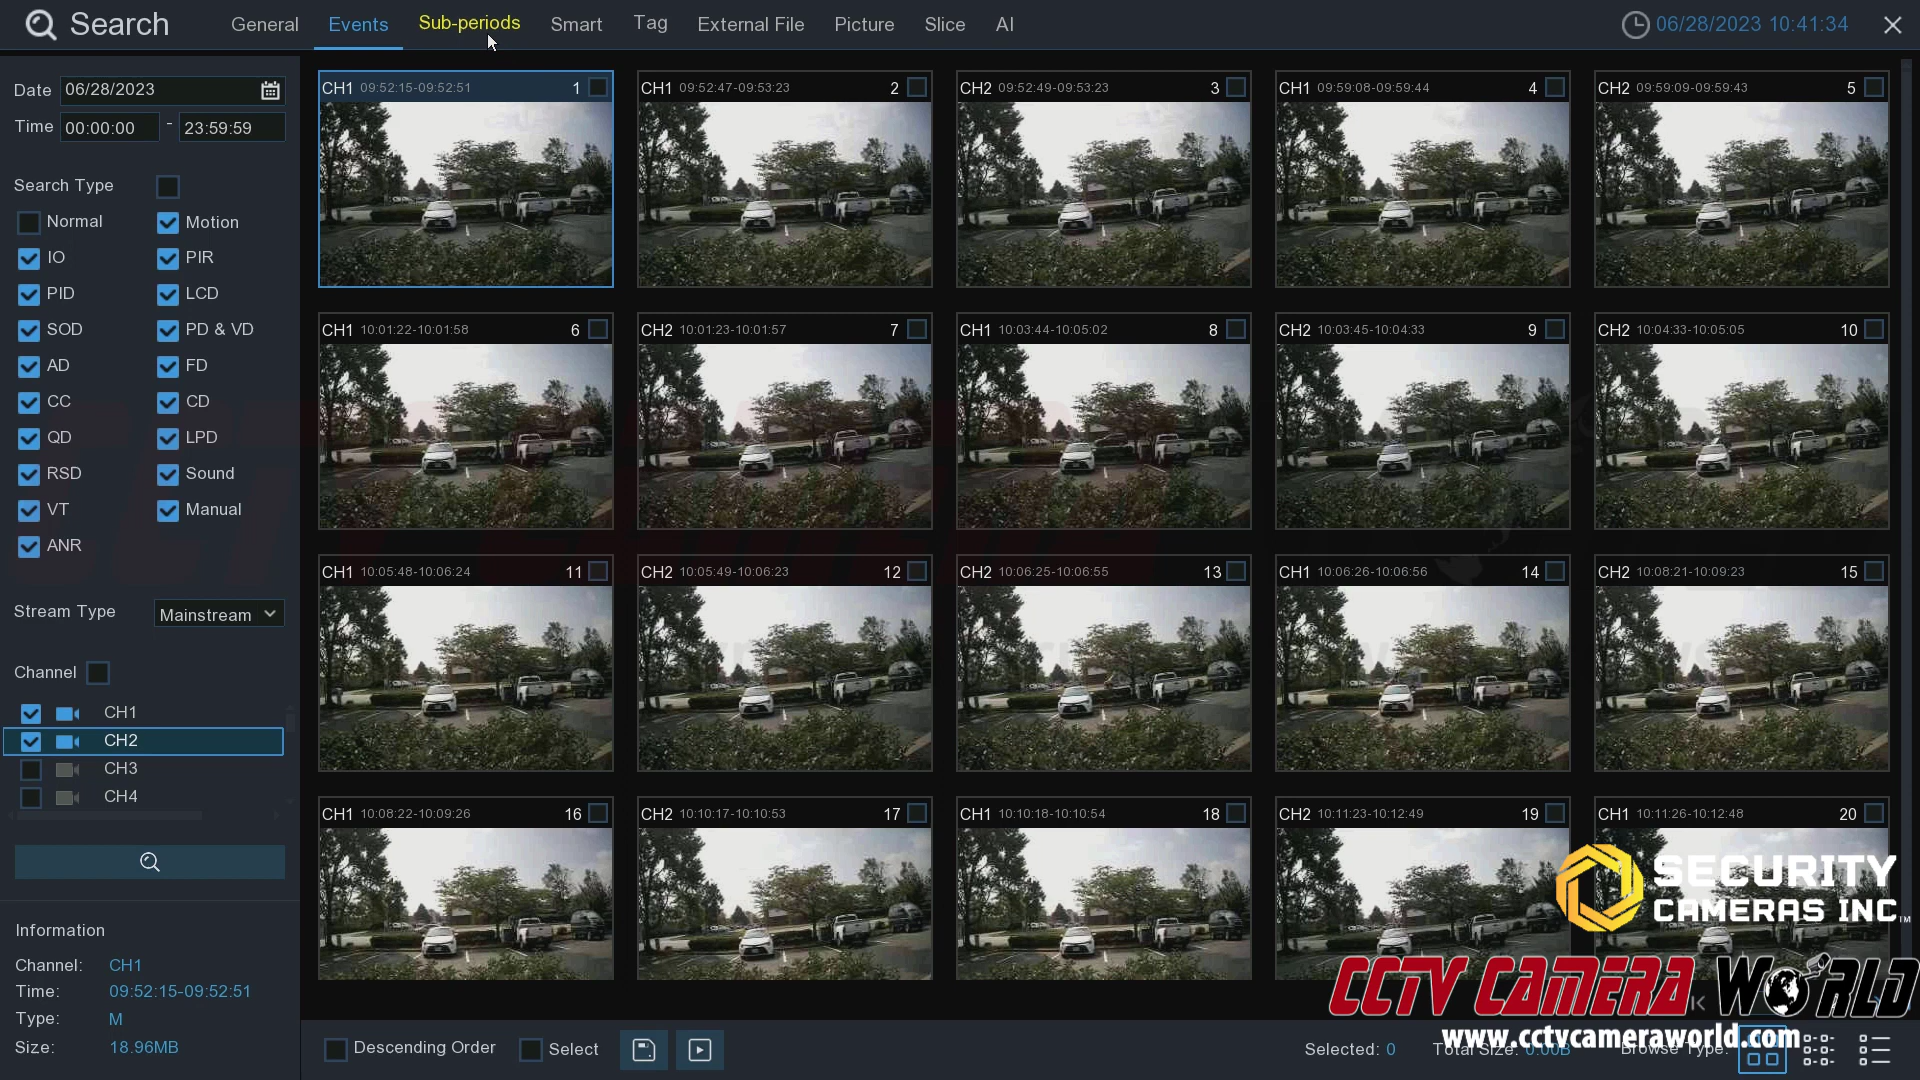 Search General Events Sub-periods Smart Tag External File Picture Slice AI 06/28/2023 10:41:34
Date 06/28/2023
Time 00:00:00 - 23:59:59
Search Type
Normal Motion
IO PIR
PID LCD
SOD PD & VD
AD FD
CC CD
QD LPD
RSD Sound
VT Manual
ANR
Stream Type Mainstream
Channel
CH1
CH2
CH3
CH4
Information
Channel: CH1
Time: 09:52:15-09:52:51
Type: M
Size: 18.96MB
CH1 09:52:15-09:52:51 1
CH1 09:52:47-09:53:23 2
CH2 09:52:49-09:53:23 3
CH1 09:59:08-09:59:44 4
CH2 09:59:09-09:59:43 5
CH1 10:01:22-10:01:58 6
CH2 10:01:23-10:01:57 7
CH1 10:03:44-10:05:02 8
CH2 10:03:45-10:04:33 9
CH2 10:04:33-10:05:05 10
CH1 10:05:48-10:06:24 11
CH2 10:05:49-10:06:23 12
CH2 10:06:25-10:06:55 13
CH1 10:06:26-10:06:56 14
CH2 10:08:21-10:09:23 15
CH1 10:08:22-10:09:26 16
CH2 10:10:17-10:10:53 17
CH1 10:10:18-10:10:54 18
CH2 10:11:23-10:12:49 19
CH1 10:11:26-10:12:48 20
SECURITY
CAMERAS INC™
CCTV CAMERA WORLD
www.cctvcameraworld.com
Descending Order Select Selected: 0 Total Size: 0.00B Browse Type: